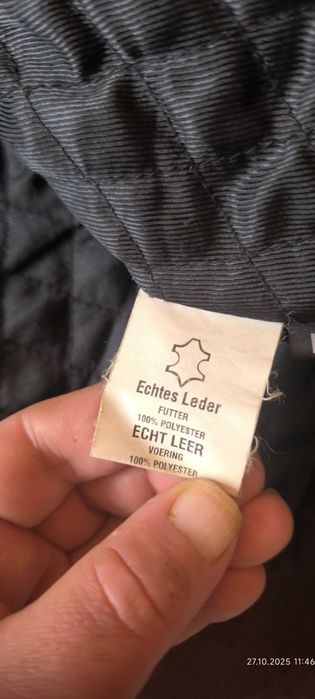 Echtes Leder
FUTTER
100% POLYESTER
ECHT LEER
VOERING
100% POLYESTER
27.10.2025 11:46